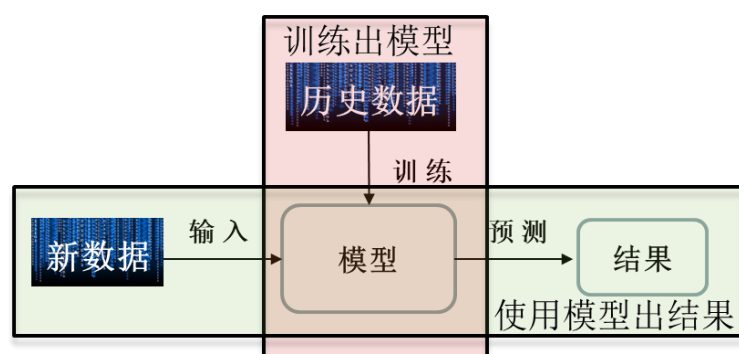 训练出模型
历史数据
训练
新数据
输入
模型
预测
结果
使用模型出结果